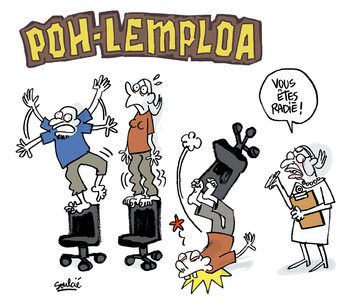 POH-LEMPLOA
VOUS
ÊTES
RADIÉ !
Soulcié